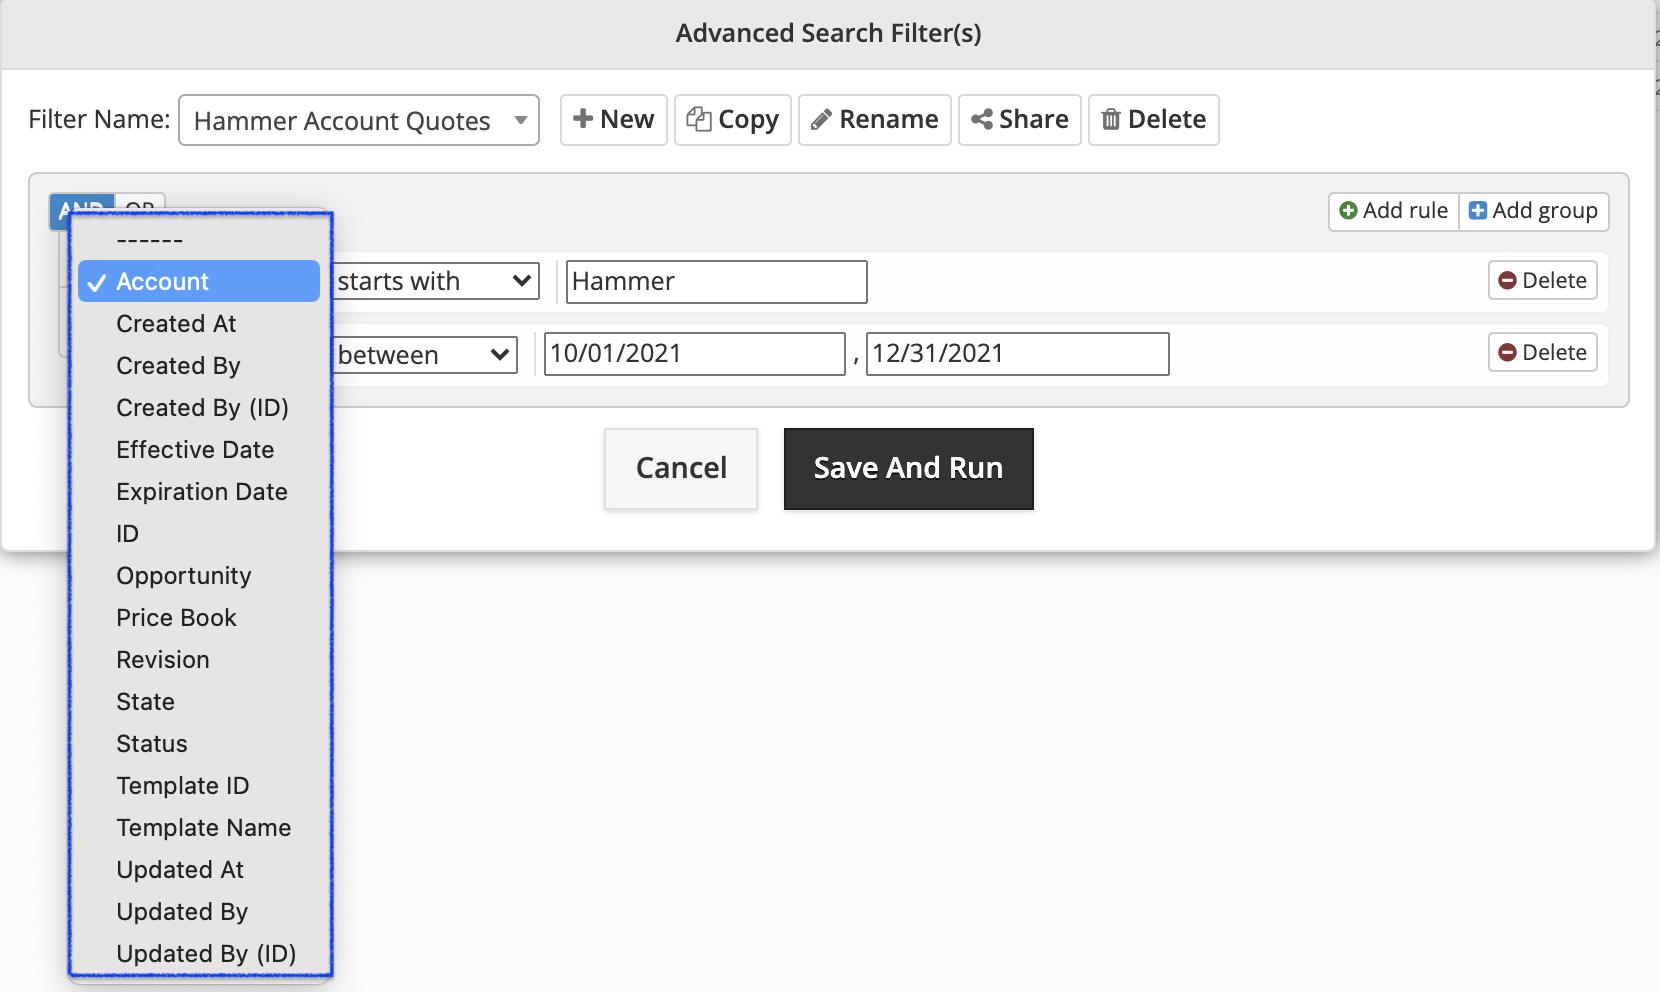 Advanced Search Filter(s)
Filter Name: Hammer Account Quotes New Copy Rename Share Delete
AND OR Add rule Add group
------
Account starts with Hammer Delete
Created At
between 10/01/2021 , 12/31/2021 Delete
Created By
Created By (ID)
Effective Date
Cancel Save And Run
Expiration Date
ID
Opportunity
Price Book
Revision
State
Status
Template ID
Template Name
Updated At
Updated By
Updated By (ID)